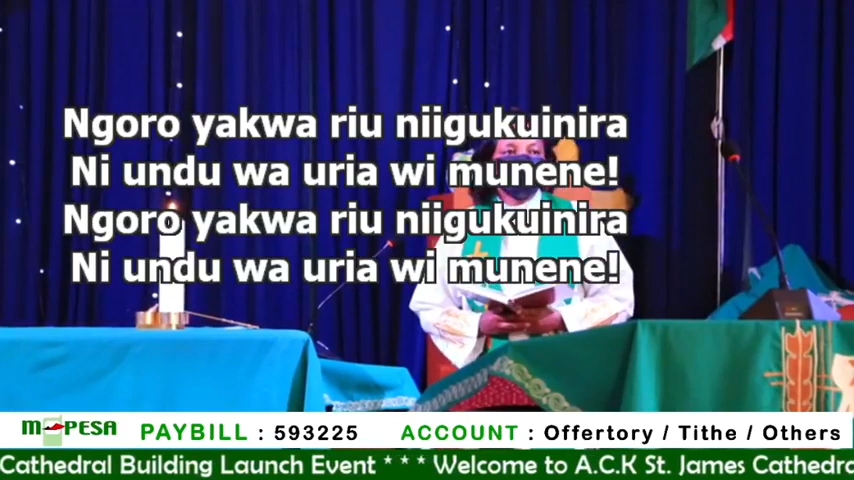 Ngoro yakwa riu niigukuinira
Ni undu wa uria wi munene!
Ngoro yakwa riu niigukuinira
Ni undu wa uria wi munene!
M-PESA PAYBILL : 593225 ACCOUNT : Offertory / Tithe / Others
Cathedral Building Launch Event * * * Welcome to A.C.K St. James Cathedra